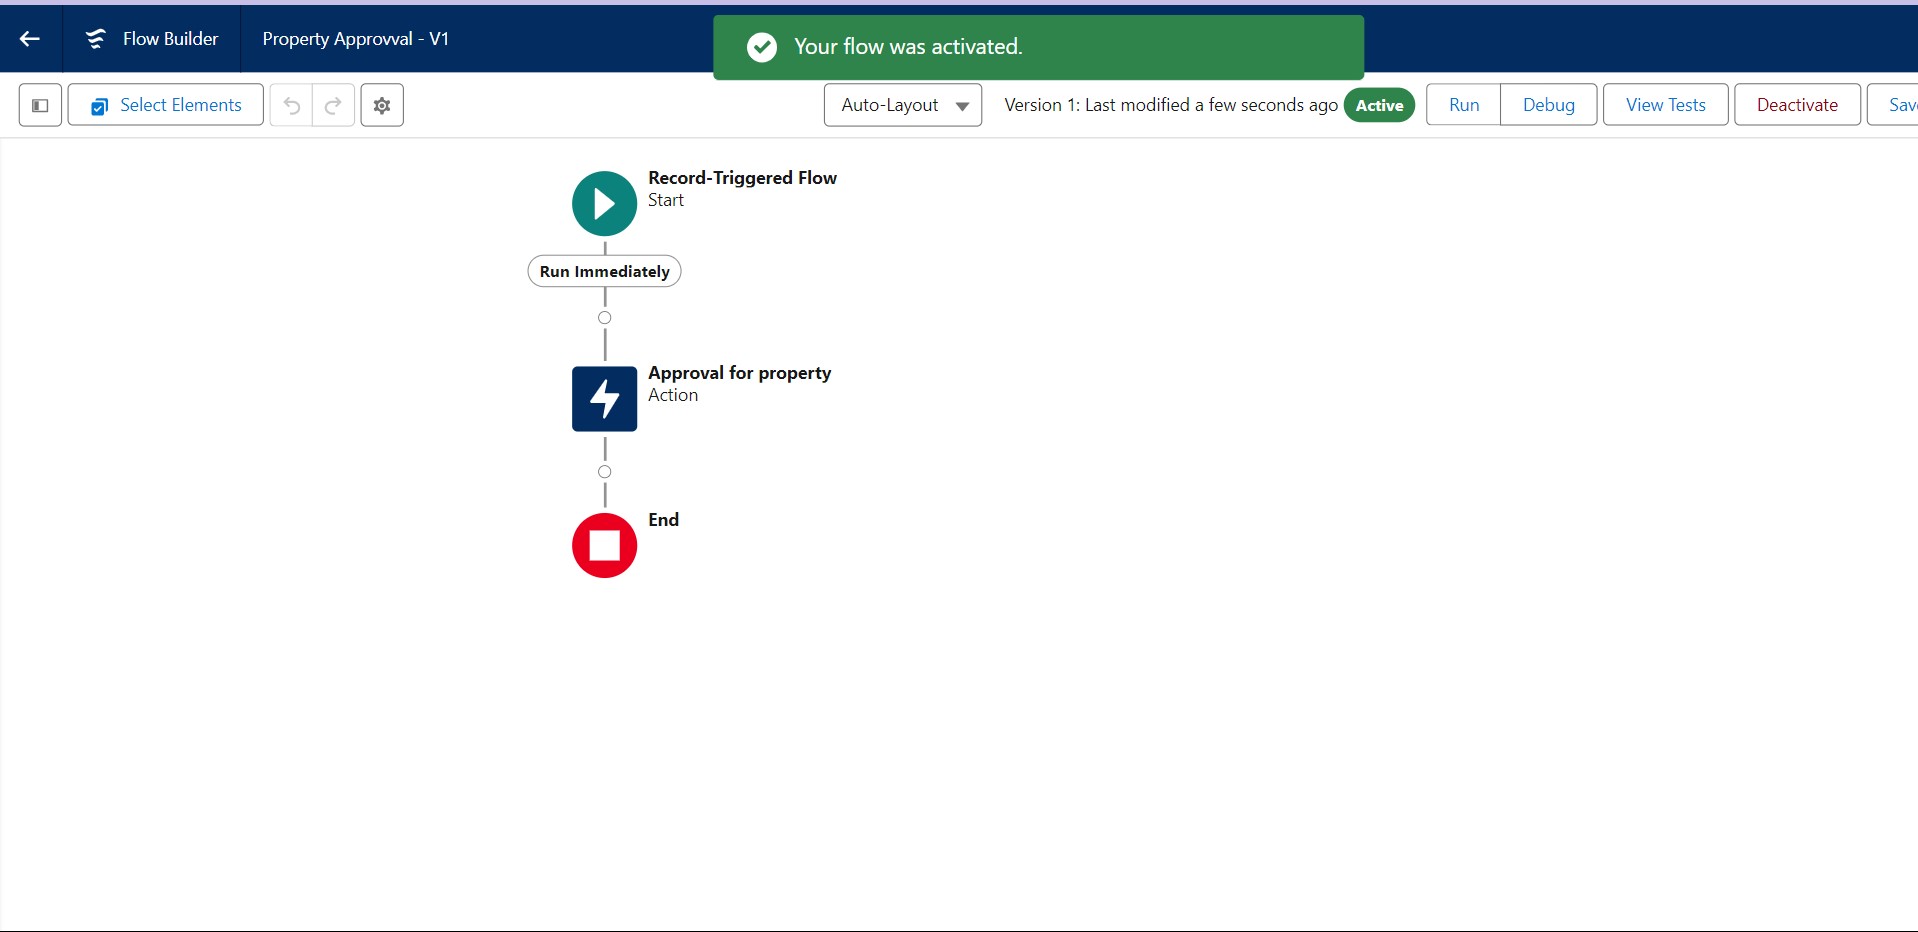 Flow Builder
Property Approvval - V1
Your flow was activated.
Select Elements
Auto-Layout
Version 1: Last modified a few seconds ago
Active
Run
Debug
View Tests
Deactivate
Sav
Record-Triggered Flow
Start
Run Immediately
Approval for property
Action
End